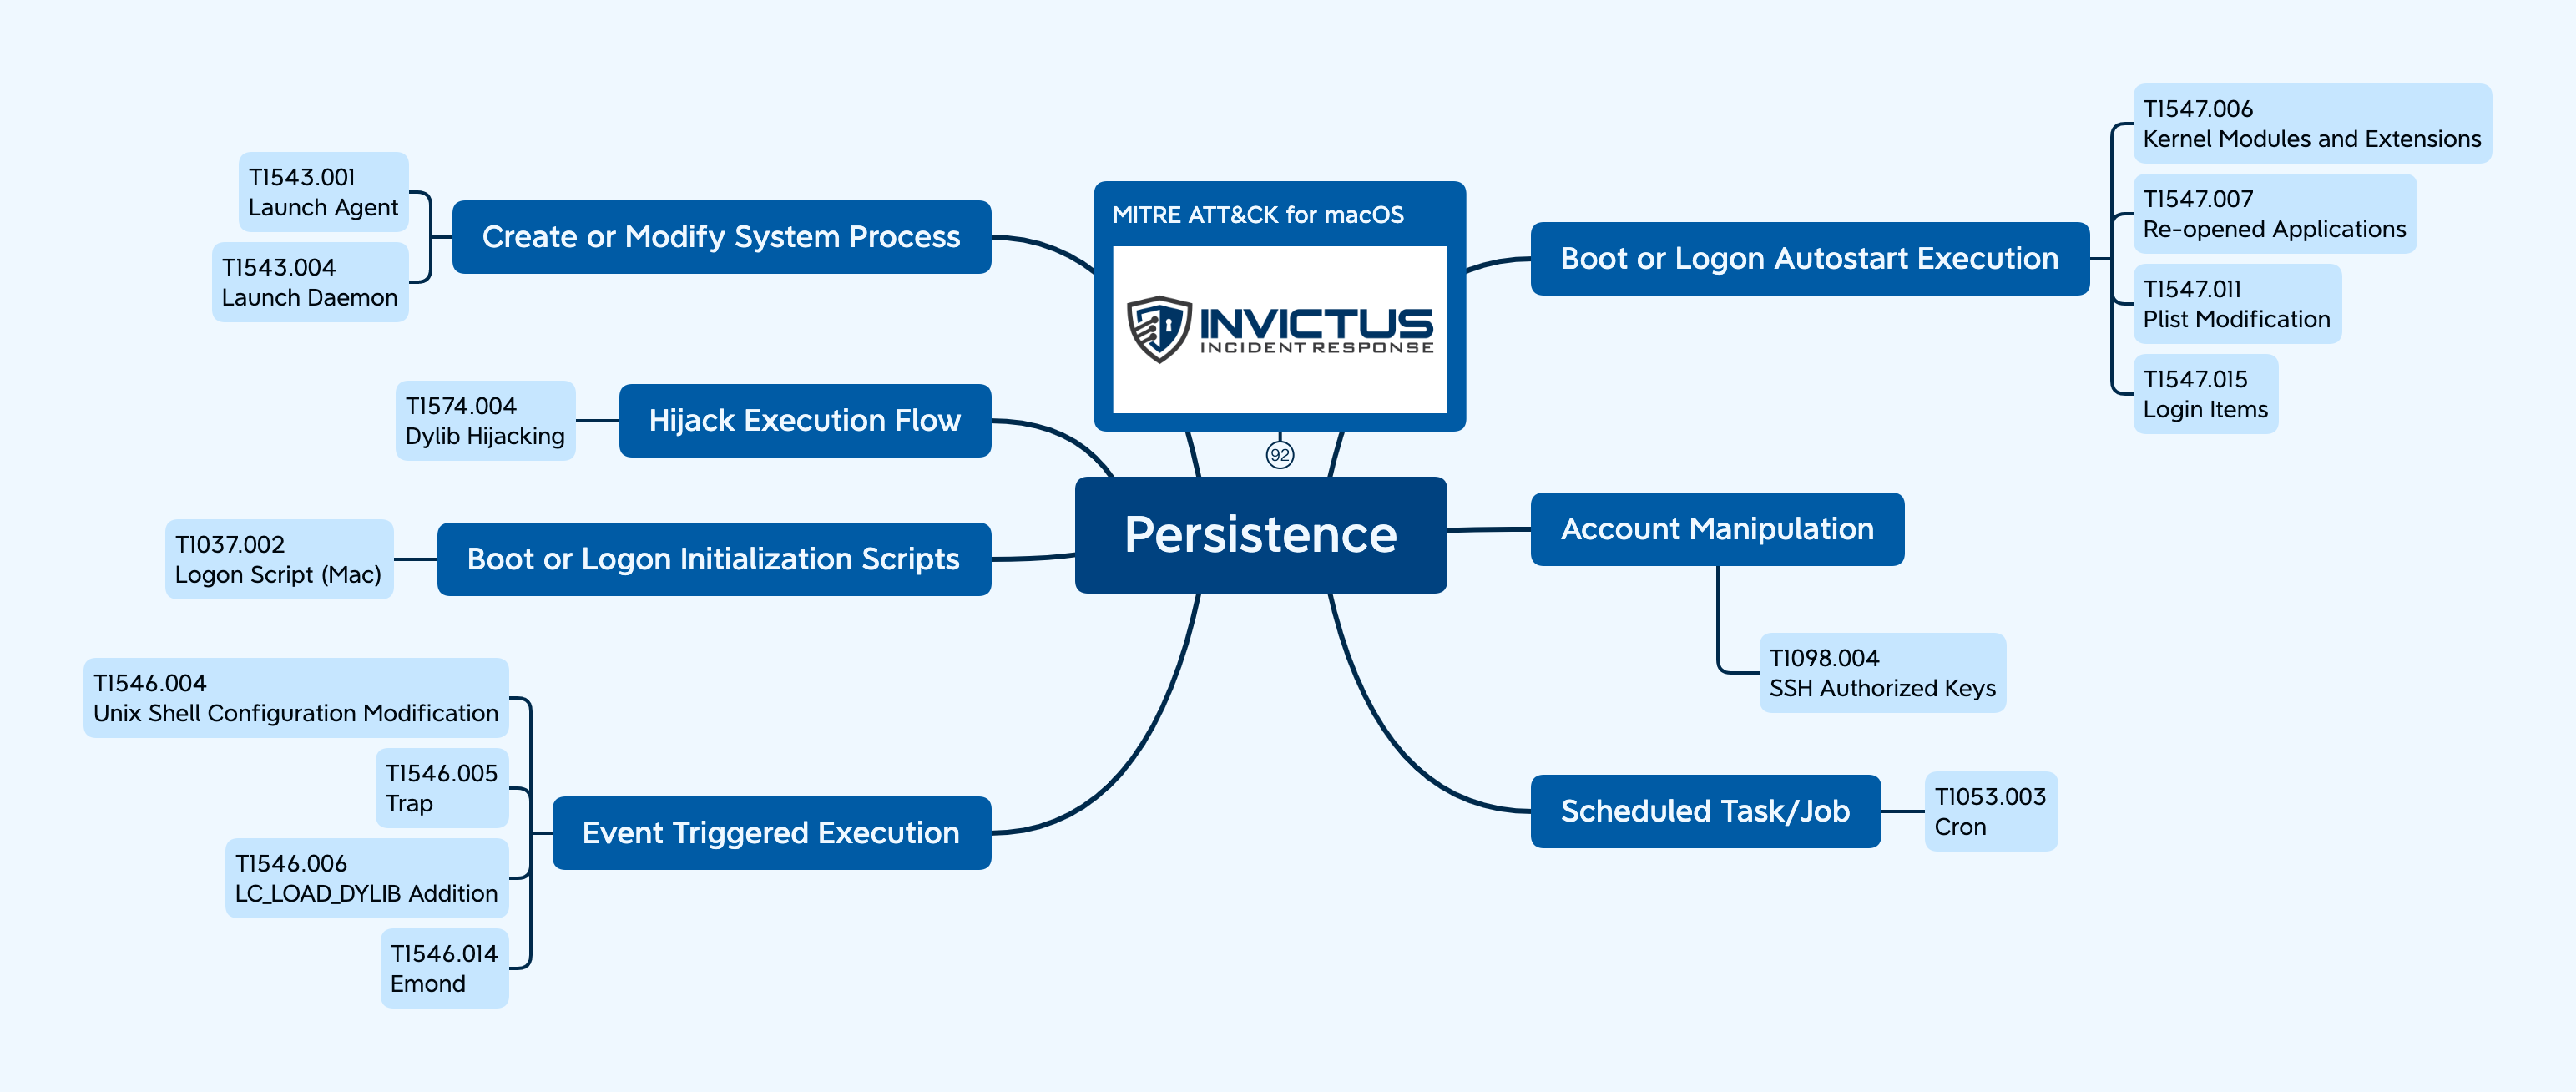 MITRE ATT&CK for macOS
INVICTUS
INCIDENT RESPONSE
92
Persistence
Create or Modify System Process
T1543.001
Launch Agent
T1543.004
Launch Daemon
Hijack Execution Flow
T1574.004
Dylib Hijacking
Boot or Logon Initialization Scripts
T1037.002
Logon Script (Mac)
Event Triggered Execution
T1546.004
Unix Shell Configuration Modification
T1546.005
Trap
T1546.006
LC_LOAD_DYLIB Addition
T1546.014
Emond
Boot or Logon Autostart Execution
T1547.006
Kernel Modules and Extensions
T1547.007
Re-opened Applications
T1547.011
Plist Modification
T1547.015
Login Items
Account Manipulation
T1098.004
SSH Authorized Keys
Scheduled Task/Job
T1053.003
Cron